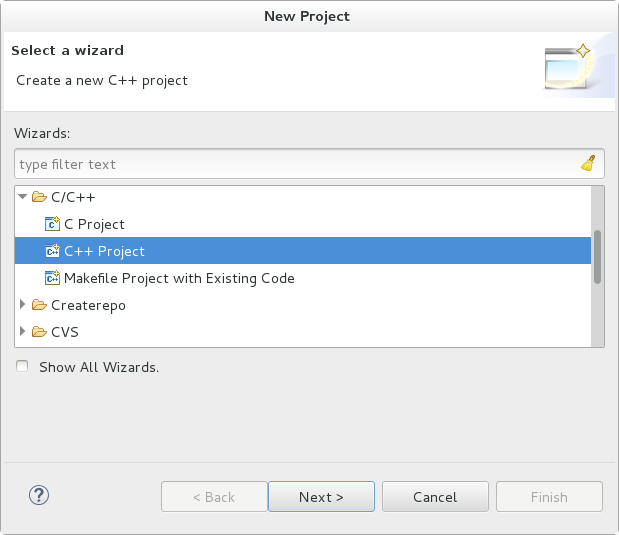 New Project
Select a wizard
Create a new C++ project
Wizards:
type filter text
C/C++
C Project
C++ Project
Makefile Project with Existing Code
Createrepo
CVS
Show All Wizards.
?
< Back Next > Cancel Finish